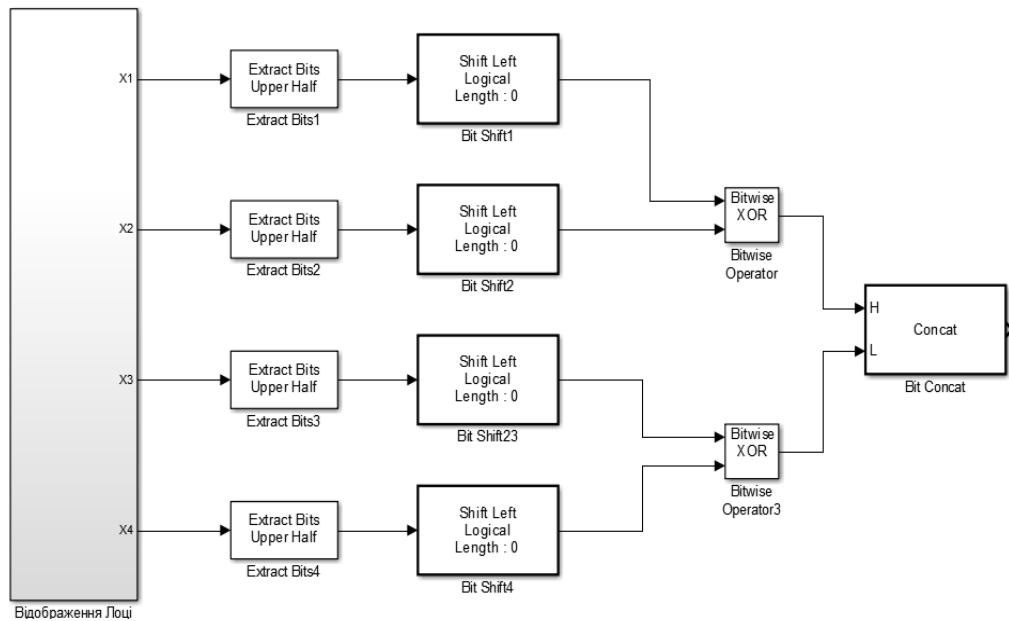 X1
Extract Bits
Upper Half
Extract Bits1
Shift Left
Logical
Length : 0
Bit Shift1
X2
Extract Bits
Upper Half
Extract Bits2
Shift Left
Logical
Length : 0
Bit Shift2
Bitwise
XOR
Bitwise
Operator
H
Concat
L
Bit Concat
X3
Extract Bits
Upper Half
Extract Bits3
Shift Left
Logical
Length : 0
Bit Shift23
Bitwise
XOR
Bitwise
Operator3
X4
Extract Bits
Upper Half
Extract Bits4
Shift Left
Logical
Length : 0
Bit Shift4
Відображення Лоці